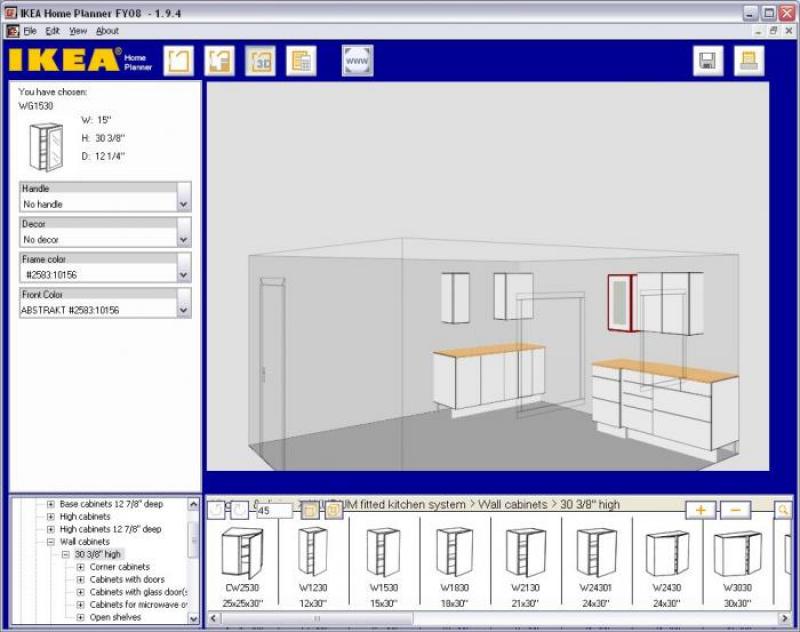 IKEA Home Planner FY08 - 1.9.4
File Edit View About
IKEA® Home Planner
3D
www
You have chosen:
WG1530
W: 15"
H: 30 3/8"
D: 12 1/4"
Handle
No handle
Decor
No decor
Frame color
#2583:10156
Front Color
ABSTRAKT #2583:10156
Base cabinets 12 7/8" deep
High cabinets
High cabinets 12 7/8" deep
Wall cabinets
30 3/8" high
Corner cabinets
Cabinets with doors
Cabinets with glass door(s
Cabinets for microwave o
Open shelves
45
UM fitted kitchen system > Wall cabinets > 30 3/8" high
CW2530 W1230 W1530 W1830 W2130 W24301 W2430 W3030
25x25x30" 12x30" 15x30" 18x30" 21x30" 24x30" 24x30" 30x30"